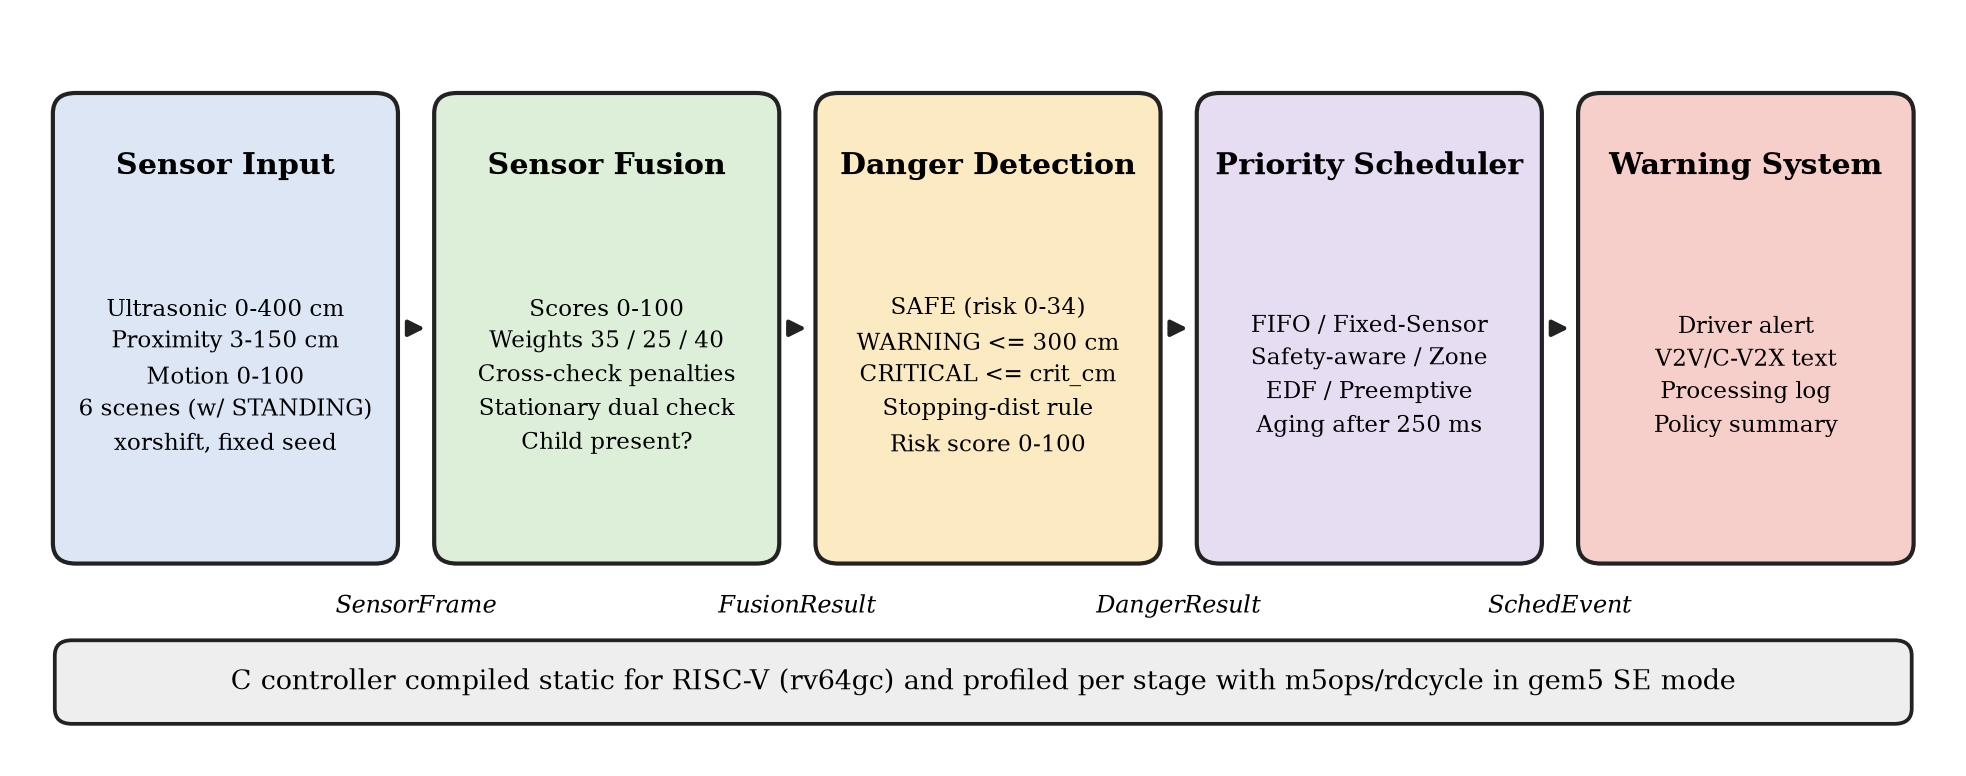 Sensor Input
Ultrasonic 0-400 cm
Proximity 3-150 cm
Motion 0-100
6 scenes (w/ STANDING)
xorshift, fixed seed
Sensor Fusion
Scores 0-100
Weights 35 / 25 / 40
Cross-check penalties
Stationary dual check
Child present?
Danger Detection
SAFE (risk 0-34)
WARNING <= 300 cm
CRITICAL <= crit_cm
Stopping-dist rule
Risk score 0-100
Priority Scheduler
FIFO / Fixed-Sensor
Safety-aware / Zone
EDF / Preemptive
Aging after 250 ms
Warning System
Driver alert
V2V/C-V2X text
Processing log
Policy summary
SensorFrame
FusionResult
DangerResult
SchedEvent
C controller compiled static for RISC-V (rv64gc) and profiled per stage with m5ops/rdcycle in gem5 SE mode